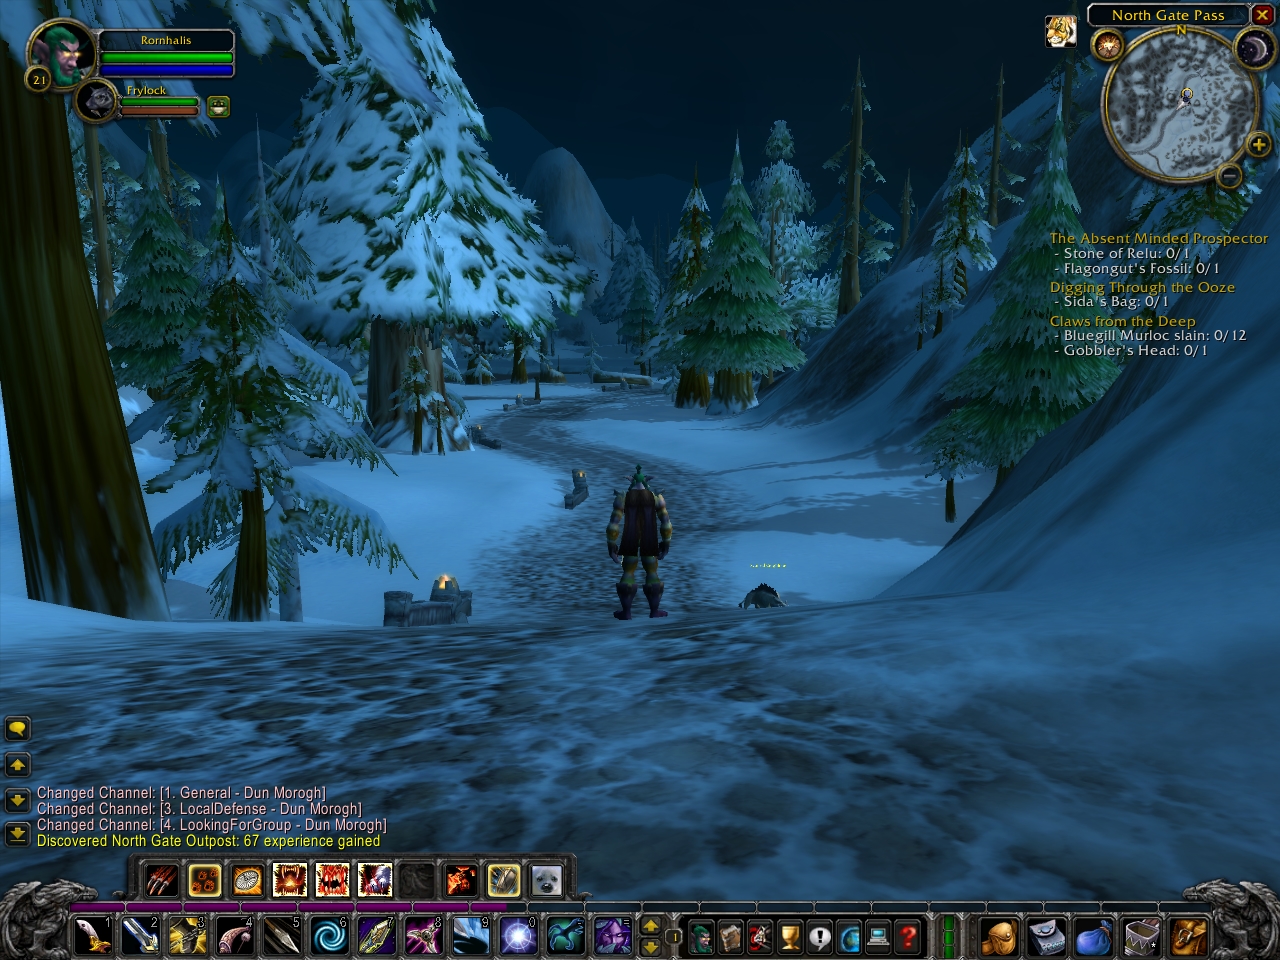 Rornhalis
21
Frylock
North Gate Pass
N
The Absent Minded Prospector
- Stone of Relu: 0/1
- Flagongut's Fossil: 0/1
Digging Through the Ooze
- Sida's Bag: 0/1
Claws from the Deep
- Bluegill Murloc slain: 0/12
- Gobbler's Head: 0/1
Changed Channel: [1. General - Dun Morogh]
Changed Channel: [3. LocalDefense - Dun Morogh]
Changed Channel: [4. LookingForGroup - Dun Morogh]
Discovered North Gate Outpost: 67 experience gained
1 2 3 4 5 6 7 8 9 0 - = 1